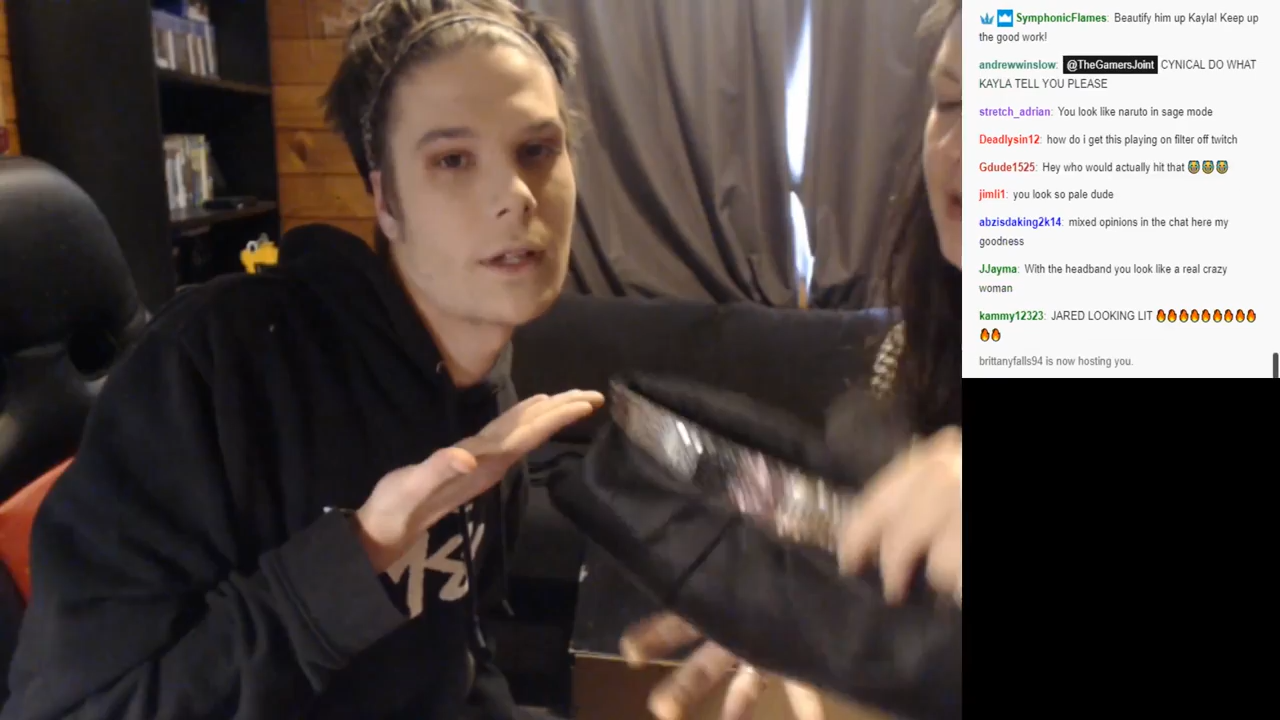 SymphonicFlames: Beautify him up Kayla! Keep up
the good work!
andrewwinslow: @TheGamersJoint CYNICAL DO WHAT
KAYLA TELL YOU PLEASE
stretch_adrian: You look like naruto in sage mode
Deadlysin12: how do i get this playing on filter off twitch
Gdude1525: Hey who would actually hit that
jimli1: you look so pale dude
abzisdaking2k14: mixed opinions in the chat here my
goodness
JJayma: With the headband you look like a real crazy
woman
kammy12323: JARED LOOKING LIT 🔥🔥🔥🔥🔥🔥🔥🔥🔥
🔥🔥
brittanyfalls94 is now hosting you.